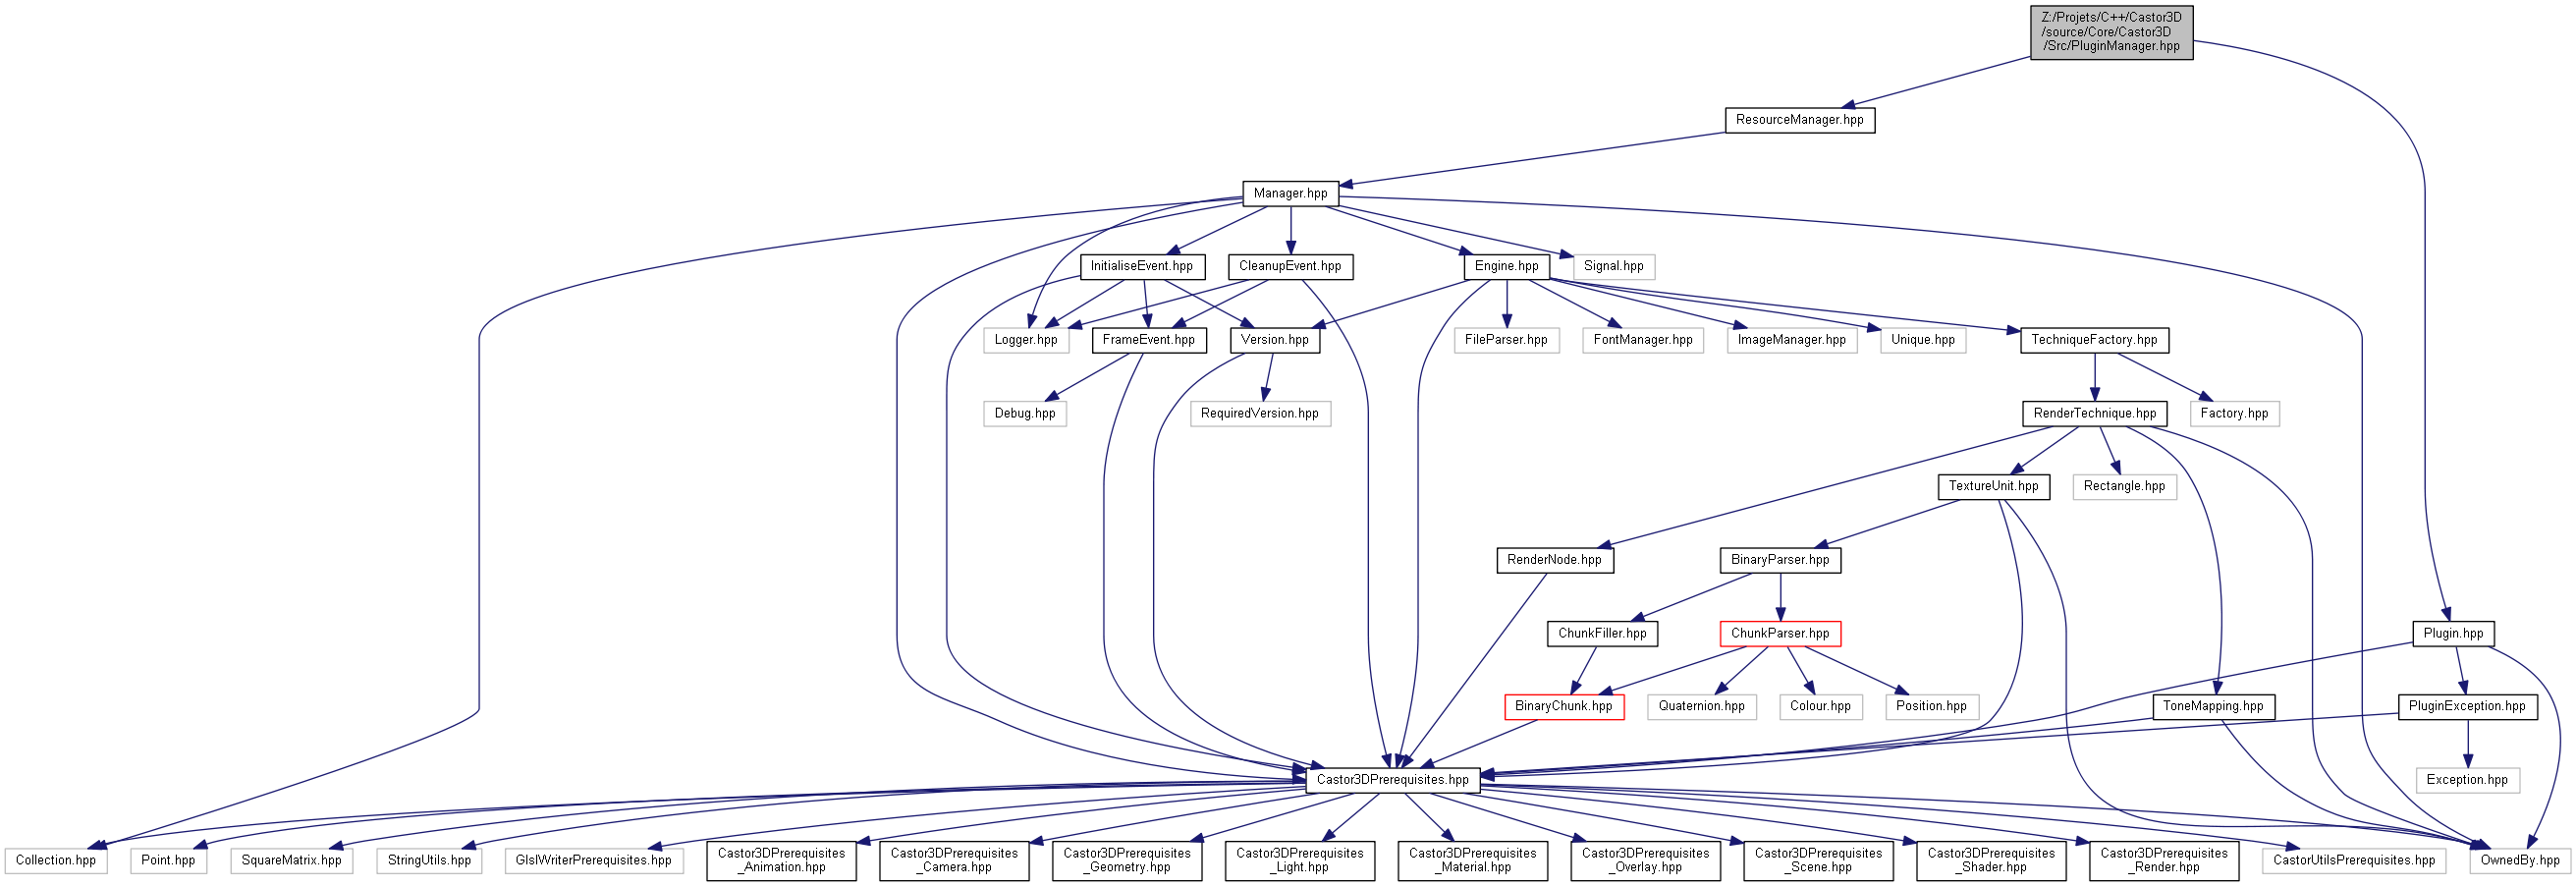 Z:/Projets/C++/Castor3D
/source/Core/Castor3D
/Src/PluginManager.hpp
ResourceManager.hpp
Manager.hpp
InitialiseEvent.hpp
CleanupEvent.hpp
Engine.hpp
Signal.hpp
Logger.hpp
FrameEvent.hpp
Version.hpp
FileParser.hpp
FontManager.hpp
ImageManager.hpp
Unique.hpp
TechniqueFactory.hpp
Debug.hpp
RequiredVersion.hpp
RenderTechnique.hpp
Factory.hpp
TextureUnit.hpp
Rectangle.hpp
RenderNode.hpp
BinaryParser.hpp
ChunkFiller.hpp
ChunkParser.hpp
Plugin.hpp
BinaryChunk.hpp
Quaternion.hpp
Colour.hpp
Position.hpp
ToneMapping.hpp
PluginException.hpp
Castor3DPrerequisites.hpp
Exception.hpp
Collection.hpp
Point.hpp
SquareMatrix.hpp
StringUtils.hpp
GlslWriterPrerequisites.hpp
Castor3DPrerequisites
_Animation.hpp
Castor3DPrerequisites
_Camera.hpp
Castor3DPrerequisites
_Geometry.hpp
Castor3DPrerequisites
_Light.hpp
Castor3DPrerequisites
_Material.hpp
Castor3DPrerequisites
_Overlay.hpp
Castor3DPrerequisites
_Scene.hpp
Castor3DPrerequisites
_Shader.hpp
Castor3DPrerequisites
_Render.hpp
CastorUtilsPrerequisites.hpp
OwnedBy.hpp